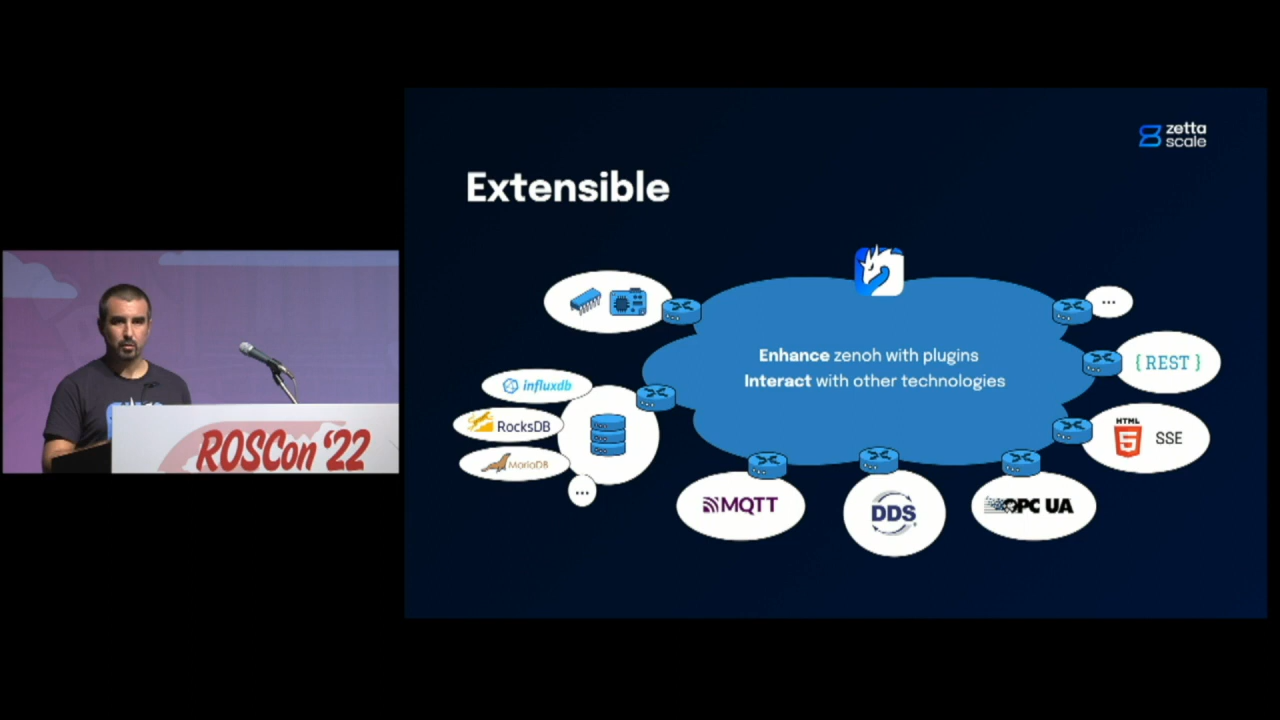 zetta
scale
Extensible
...
Enhance zenoh with plugins
Interact with other technologies
{ REST }
influxdb
RocksDB
MariaDB
...
HTML
5
SSE
MQTT
DDS
OPC UA
ROSCon '22